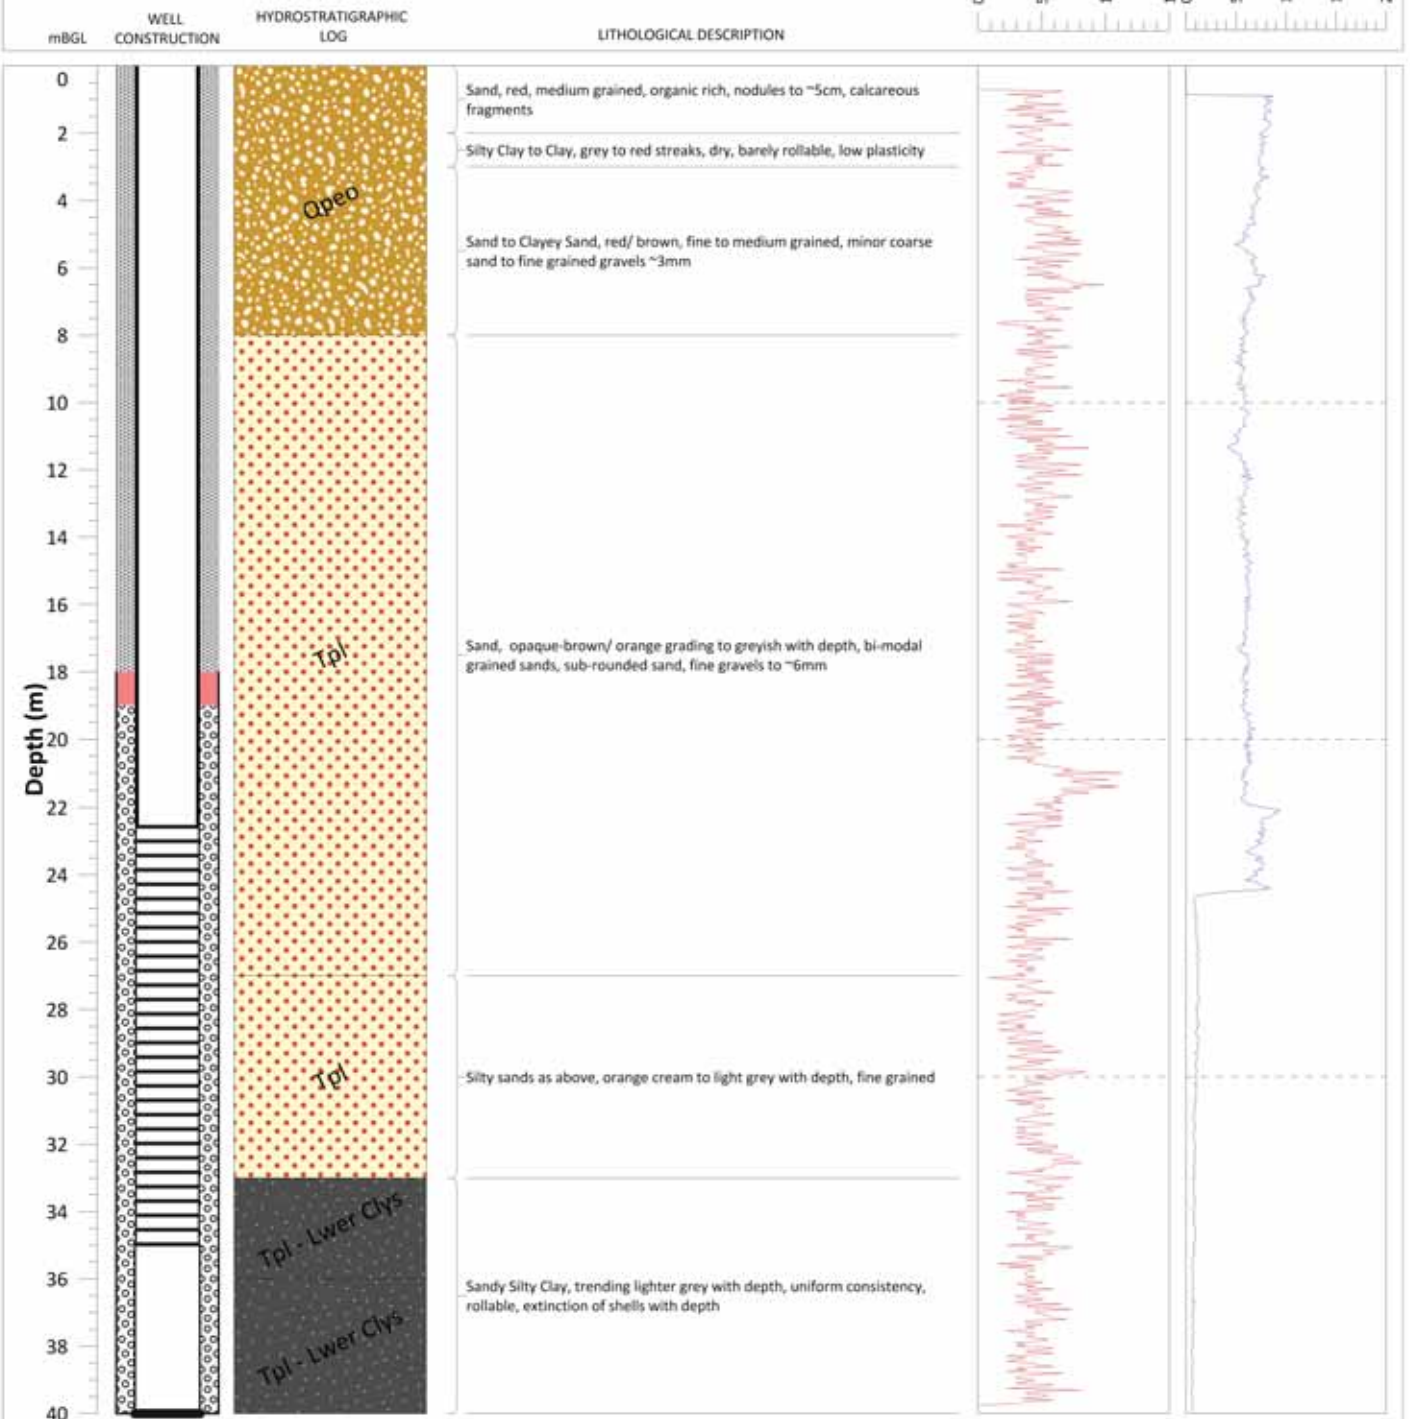 WELL
CONSTRUCTION
HYDROSTRATIGRAPHIC
LOG
mBGL
LITHOLOGICAL DESCRIPTION
0
2
4
6
8
10
12
14
16
18
20
22
24
26
28
30
32
34
36
38
40
Depth (m)
Qpeo
Tpl
Tpl
Tpl - Lwer Clys
Tpl - Lwer Clys
Sand, red, medium grained, organic rich, nodules to ~5cm, calcareous
fragments
Silty Clay to Clay, grey to red streaks, dry, barely rollable, low plasticity
Sand to Clayey Sand, red/ brown, fine to medium grained, minor coarse
sand to fine grained gravels ~3mm
Sand, opaque-brown/ orange grading to greyish with depth, bi-modal
grained sands, sub-rounded sand, fine gravels to ~6mm
Silty sands as above, orange cream to light grey with depth, fine grained
Sandy Silty Clay, trending lighter grey with depth, uniform consistency,
rollable, extinction of shells with depth